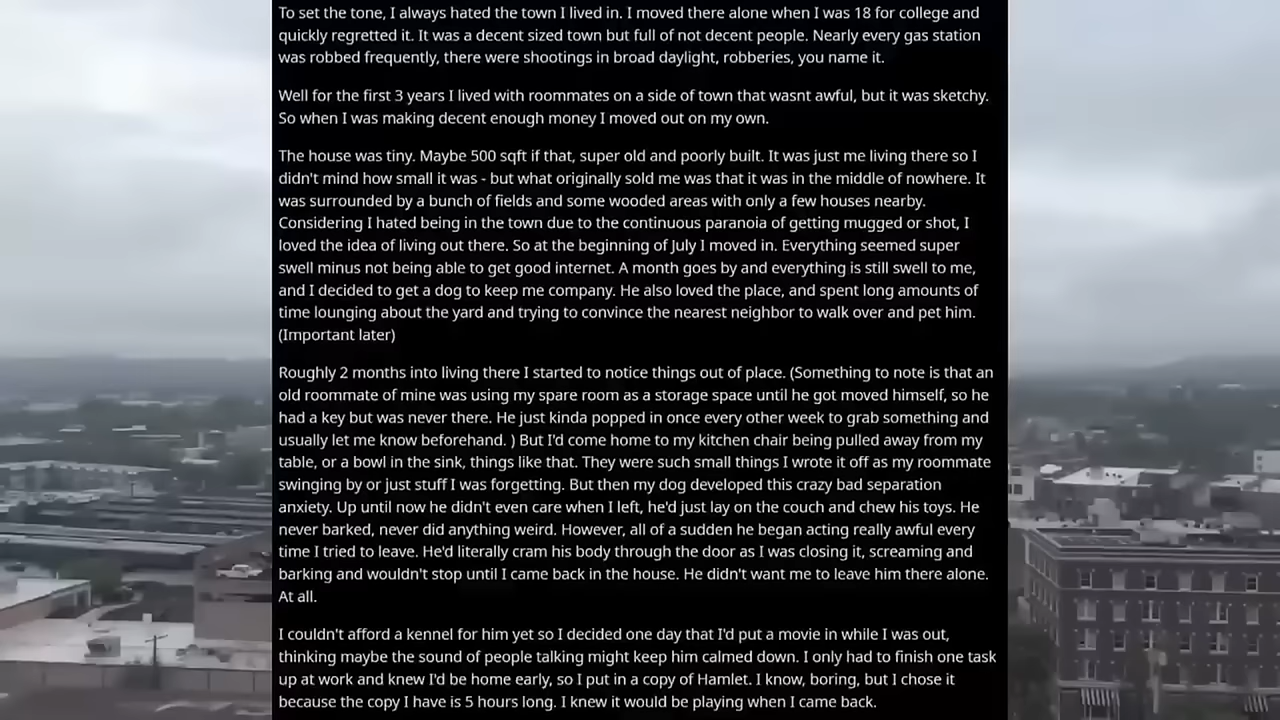 To set the tone, I always hated the town I lived in. I moved there alone when I was 18 for college and
quickly regretted it. It was a decent sized town but full of not decent people. Nearly every gas station
was robbed frequently, there were shootings in broad daylight, robberies, you name it.
Well for the first 3 years I lived with roommates on a side of town that wasnt awful, but it was sketchy.
So when I was making decent enough money I moved out on my own.
The house was tiny. Maybe 500 sqft if that, super old and poorly built. It was just me living there so I
didn't mind how small it was - but what originally sold me was that it was in the middle of nowhere. It
was surrounded by a bunch of fields and some wooded areas with only a few houses nearby.
Considering I hated being in the town due to the continuous paranoia of getting mugged or shot, I
loved the idea of living out there. So at the beginning of July I moved in. Everything seemed super
swell minus not being able to get good internet. A month goes by and everything is still swell to me,
and I decided to get a dog to keep me company. He also loved the place, and spent long amounts of
time lounging about the yard and trying to convince the nearest neighbor to walk over and pet him.
(Important later)
Roughly 2 months into living there I started to notice things out of place. (Something to note is that an
old roommate of mine was using my spare room as a storage space until he got moved himself, so he
had a key but was never there. He just kinda popped in once every other week to grab something and
usually let me know beforehand. ) But I'd come home to my kitchen chair being pulled away from my
table, or a bowl in the sink, things like that. They were such small things I wrote it off as my roommate
swinging by or just stuff I was forgetting. But then my dog developed this crazy bad separation
anxiety. Up until now he didn't even care when I left, he'd just lay on the couch and chew his toys. He
never barked, never did anything weird. However, all of a sudden he began acting really awful every
time I tried to leave. He'd literally cram his body through the door as I was closing it, screaming and
barking and wouldn't stop until I came back in the house. He didn't want me to leave him there alone.
At all.
I couldn't afford a kennel for him yet so I decided one day that I'd put a movie in while I was out,
thinking maybe the sound of people talking might keep him calmed down. I only had to finish one task
up at work and knew I'd be home early, so I put in a copy of Hamlet. I know, boring, but I chose it
because the copy I have is 5 hours long. I knew it would be playing when I came back.